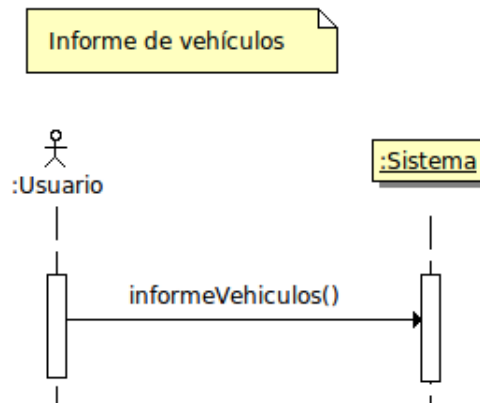 Informe de vehículos
:Usuario
:Sistema
informeVehiculos()